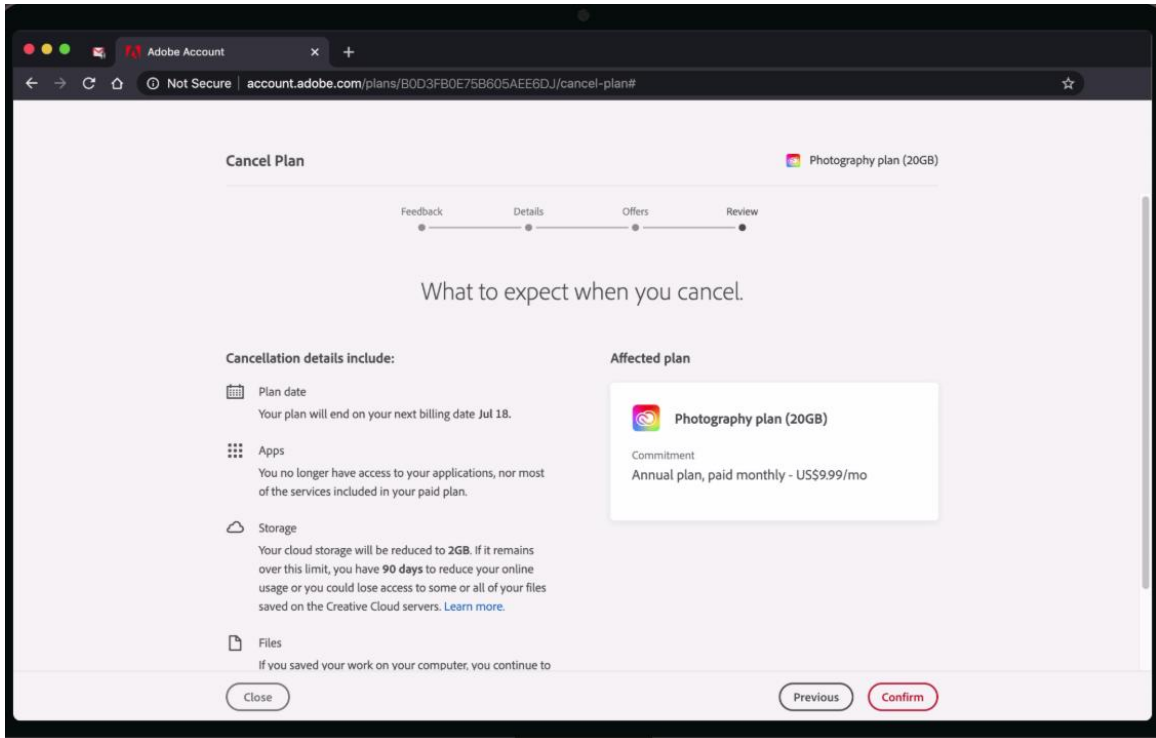 Adobe Account
Not Secure | account.adobe.com/plans/B0D3FB0E75B605AEE6DJ/cancel-plan#
Cancel Plan
Photography plan (20GB)
Feedback
Details
Offers
Review
What to expect when you cancel.
Cancellation details include:
Plan date
Your plan will end on your next billing date Jul 18.
Apps
You no longer have access to your applications, nor most
of the services included in your paid plan.
Storage
Your cloud storage will be reduced to 2GB. If it remains
over this limit, you have 90 days to reduce your online
usage or you could lose access to some or all of your files
saved on the Creative Cloud servers. Learn more.
Files
If you saved your work on your computer, you continue to
Affected plan
Photography plan (20GB)
Commitment
Annual plan, paid monthly - US$9.99/mo
Close
Previous
Confirm